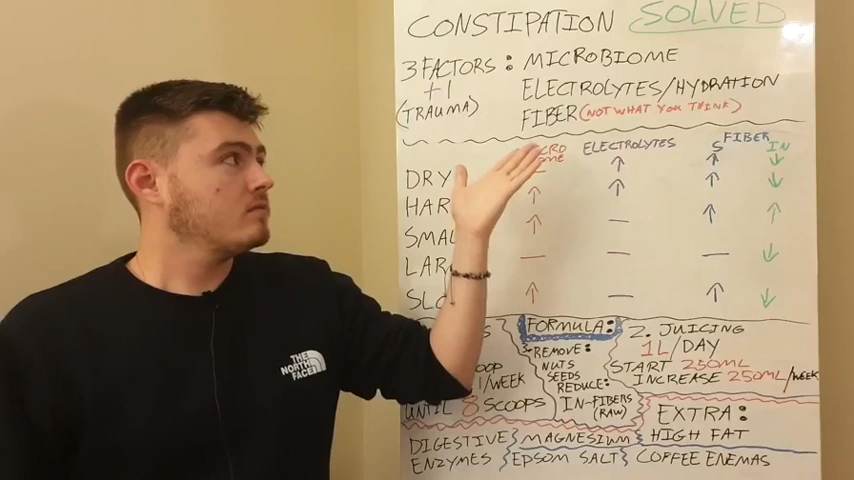 CONSTIPATION SOLVED
3 FACTORS: MICROBIOME
+1 ELECTROLYTES/HYDRATION
(TRAUMA) FIBER (NOT WHAT YOU THINK)
ELECTROLYTES FIBER
S IN
DRY ↑ ↑ ↓
↑ ↑ ↑ ↓
↑ — ↑ ↑
— — — ↓
↑ — ↑ ↓
FORMULA:
3. REMOVE:
NUTS
SEEDS
REDUCE:
IN-FIBERS
(RAW)
2. JUICING
1L/DAY
START 250ML
INCREASE 250ML/WEEK
1/WEEK
UNTIL 8 SCOOPS
EXTRA:
HIGH FAT
DIGESTIVE
ENZYMES
MAGNESIUM
EPSOM SALT
COFFEE ENEMAS
THE
NORTH
FACE